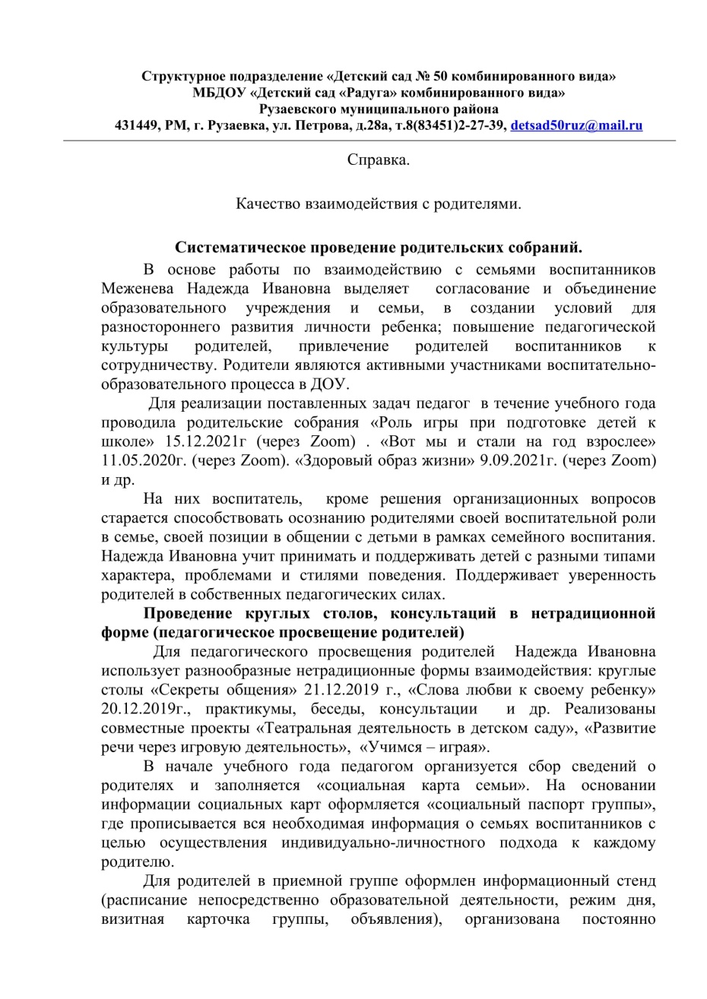 Структурное подразделение «Детский сад № 50 комбинированного вида»
МБДОУ «Детский сад «Радуга» комбинированного вида»
Рузаевского муниципального района
431449, РМ, г. Рузаевка, ул. Петрова, д.28а, т.8(83451)2-27-39, detsad50ruz@mail.ru
Справка.
Качество взаимодействия с родителями.
Систематическое проведение родительских собраний.
В основе работы по взаимодействию с семьями воспитанников
Меженева Надежда Ивановна выделяет согласование и объединение
образовательного учреждения и семьи, в создании условий для
разностороннего развития личности ребенка; повышение педагогической
культуры родителей, привлечение родителей воспитанников к
сотрудничеству. Родители являются активными участниками воспитательно-
образовательного процесса в ДОУ.
Для реализации поставленных задач педагог в течение учебного года
проводила родительские собрания «Роль игры при подготовке детей к
школе» 15.12.2021г (через Zoom) . «Вот мы и стали на год взрослее»
11.05.2020г. (через Zoom). «Здоровый образ жизни» 9.09.2021г. (через Zoom)
и др.
На них воспитатель, кроме решения организационных вопросов
старается способствовать осознанию родителями своей воспитательной роли
в семье, своей позиции в общении с детьми в рамках семейного воспитания.
Надежда Ивановна учит принимать и поддерживать детей с разными типами
характера, проблемами и стилями поведения. Поддерживает уверенность
родителей в собственных педагогических силах.
Проведение круглых столов, консультаций в нетрадиционной
форме (педагогическое просвещение родителей)
Для педагогического просвещения родителей Надежда Ивановна
использует разнообразные нетрадиционные формы взаимодействия: круглые
столы «Секреты общения» 21.12.2019 г., «Слова любви к своему ребенку»
20.12.2019г., практикумы, беседы, консультации и др. Реализованы
совместные проекты «Театральная деятельность в детском саду», «Развитие
речи через игровую деятельность», «Учимся – играя».
В начале учебного года педагогом организуется сбор сведений о
родителях и заполняется «социальная карта семьи». На основании
информации социальных карт оформляется «социальный паспорт группы»,
где прописывается вся необходимая информация о семьях воспитанников с
целью осуществления индивидуально-личностного подхода к каждому
родителю.
Для родителей в приемной группе оформлен информационный стенд
(расписание непосредственно образовательной деятельности, режим дня,
визитная карточка группы, объявления), организована постоянно